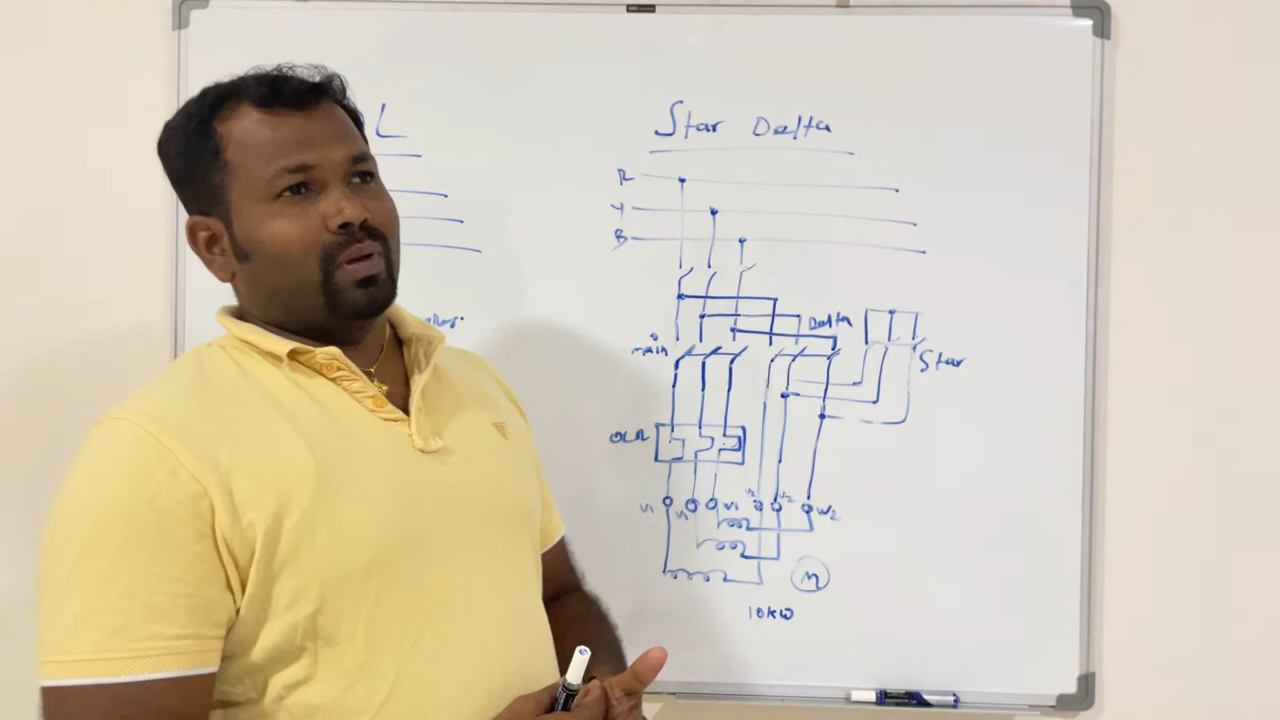 L
Star Delta
R
Y
B
Delta
main
Star
OLR
U1 V1 W1 U2 V2 W2
M
10KW